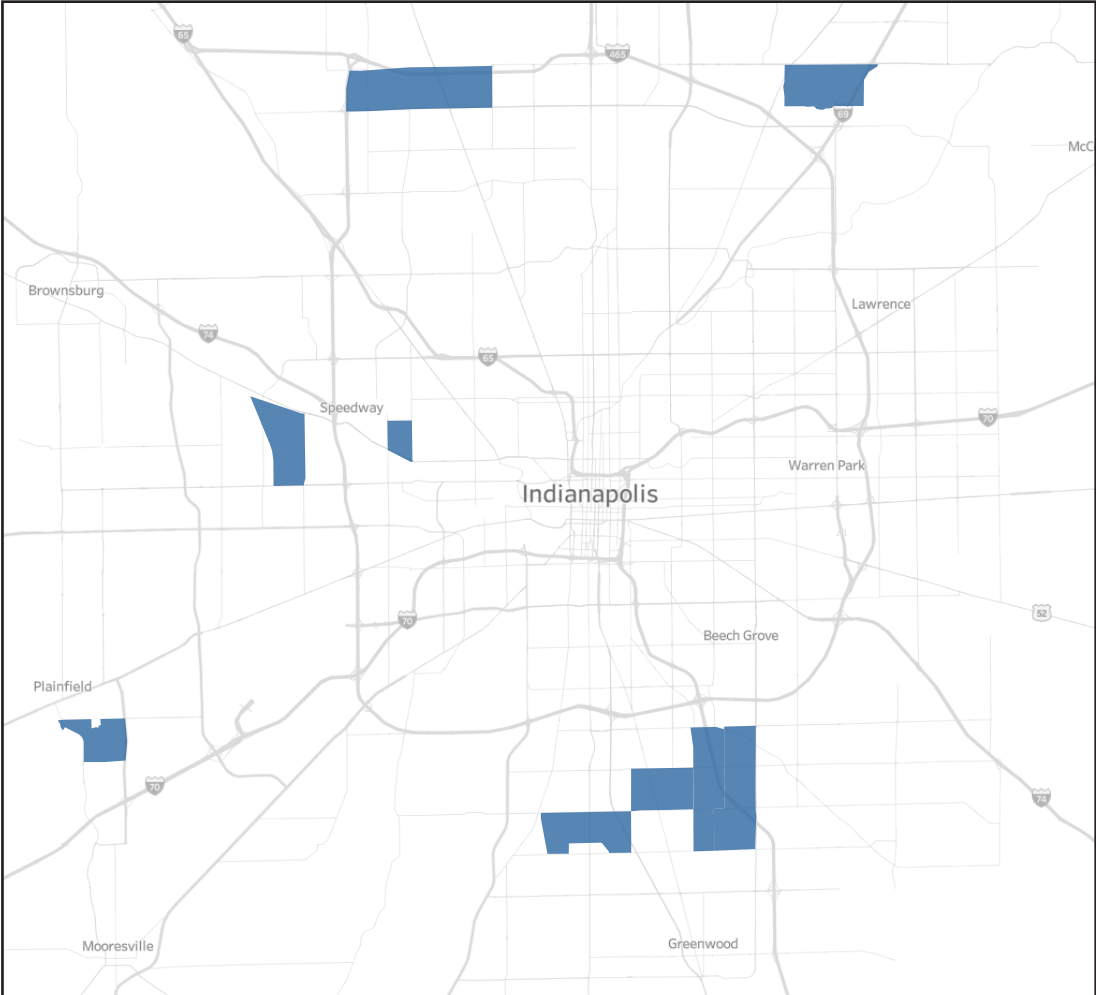 65
465
69
McC
Brownsburg
Lawrence
74
65
Speedway
70
Warren Park
Indianapolis
52
70
Beech Grove
Plainfield
70
74
Greenwood
Mooresville